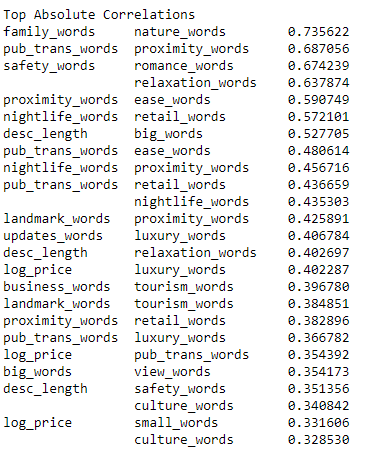 Top Absolute Correlations
family_words nature_words 0.735622
pub_trans_words proximity_words 0.687056
safety_words romance_words 0.674239
relaxation_words 0.637874
proximity_words ease_words 0.590749
nightlife_words retail_words 0.572101
desc_length big_words 0.527705
pub_trans_words ease_words 0.480614
nightlife_words proximity_words 0.456716
pub_trans_words retail_words 0.436659
nightlife_words 0.435303
landmark_words proximity_words 0.425891
updates_words luxury_words 0.406784
desc_length relaxation_words 0.402697
log_price luxury_words 0.402287
business_words tourism_words 0.396780
landmark_words tourism_words 0.384851
proximity_words retail_words 0.382896
pub_trans_words luxury_words 0.366782
log_price pub_trans_words 0.354392
big_words view_words 0.354173
desc_length safety_words 0.351356
culture_words 0.340842
log_price small_words 0.331606
culture_words 0.328530